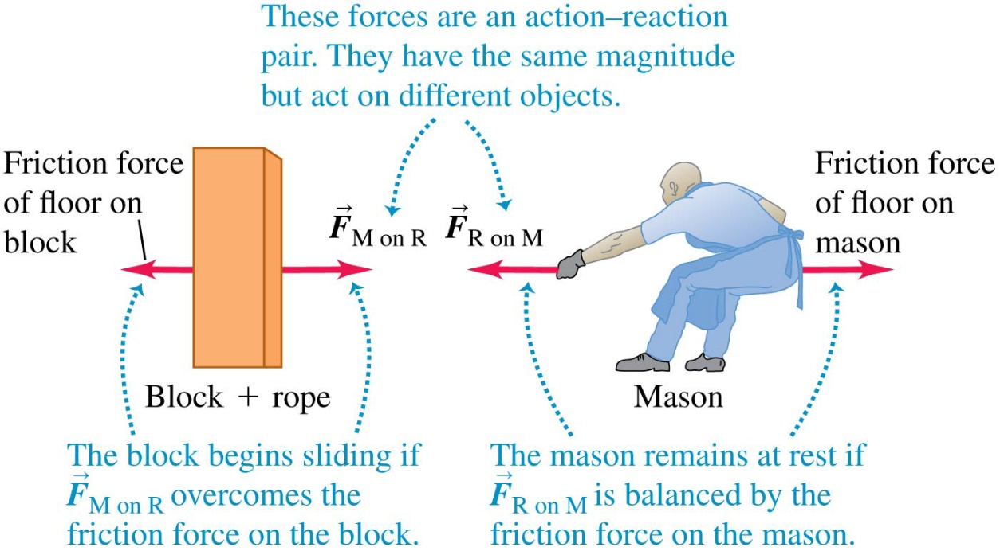 These forces are an action–reaction
pair. They have the same magnitude
but act on different objects.
Friction force
of floor on
block
F⃗ M on R
F⃗ R on M
Friction force
of floor on
mason
Block + rope
Mason
The block begins sliding if
F⃗ M on R overcomes the
friction force on the block.
The mason remains at rest if
F⃗ R on M is balanced by the
friction force on the mason.